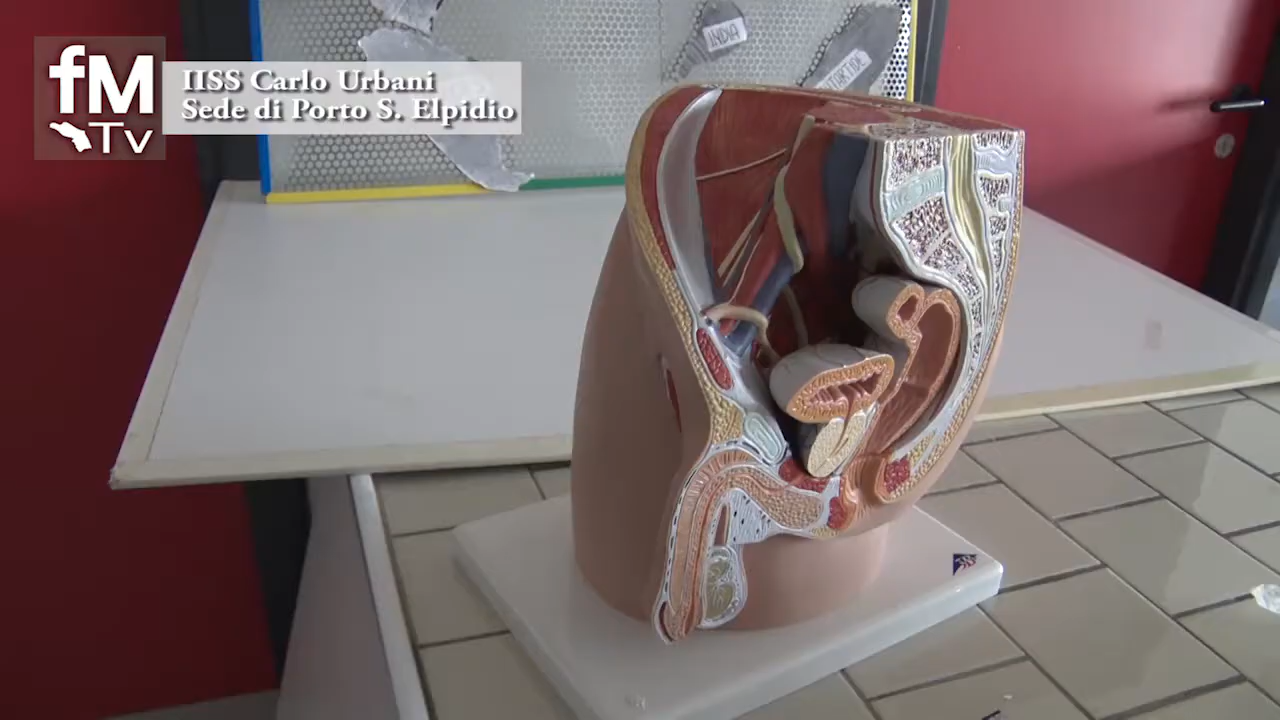 fM
Tv
IISS Carlo Urbani
Sede di Porto S. Elpidio
INDIA